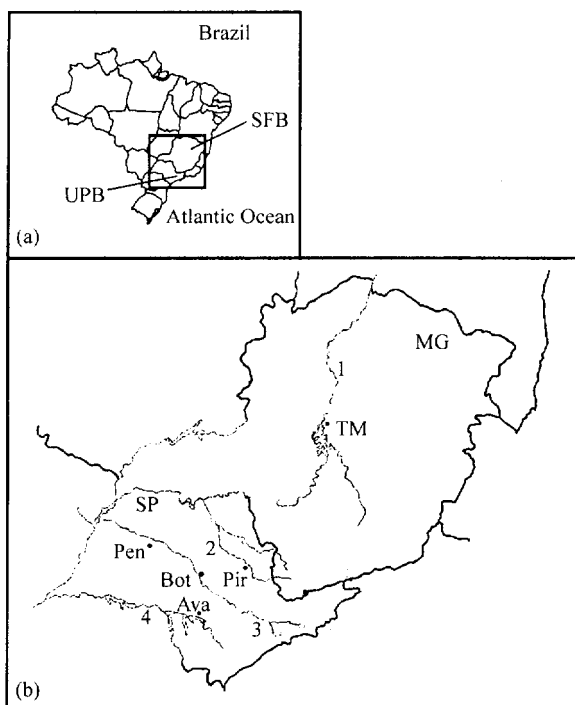 Brazil
SFB
UPB
Atlantic Ocean
(a)
MG
1
TM
SP
Pen
2
Bot
Pir
Ava
4
3
(b)